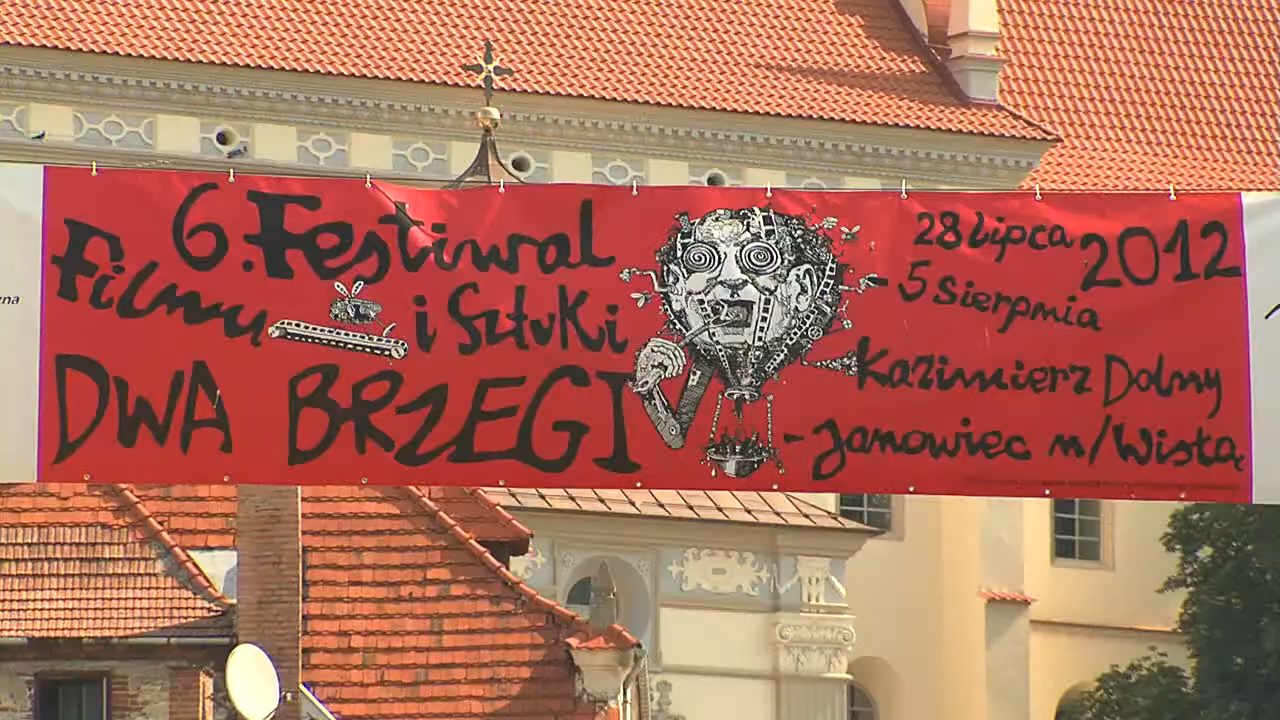 6. Festiwal
Filmu i Sztuki
DWA BRZEGI
28 lipca 2012
- 5 sierpnia
Kazimierz Dolny
- Janowiec n/Wisłą